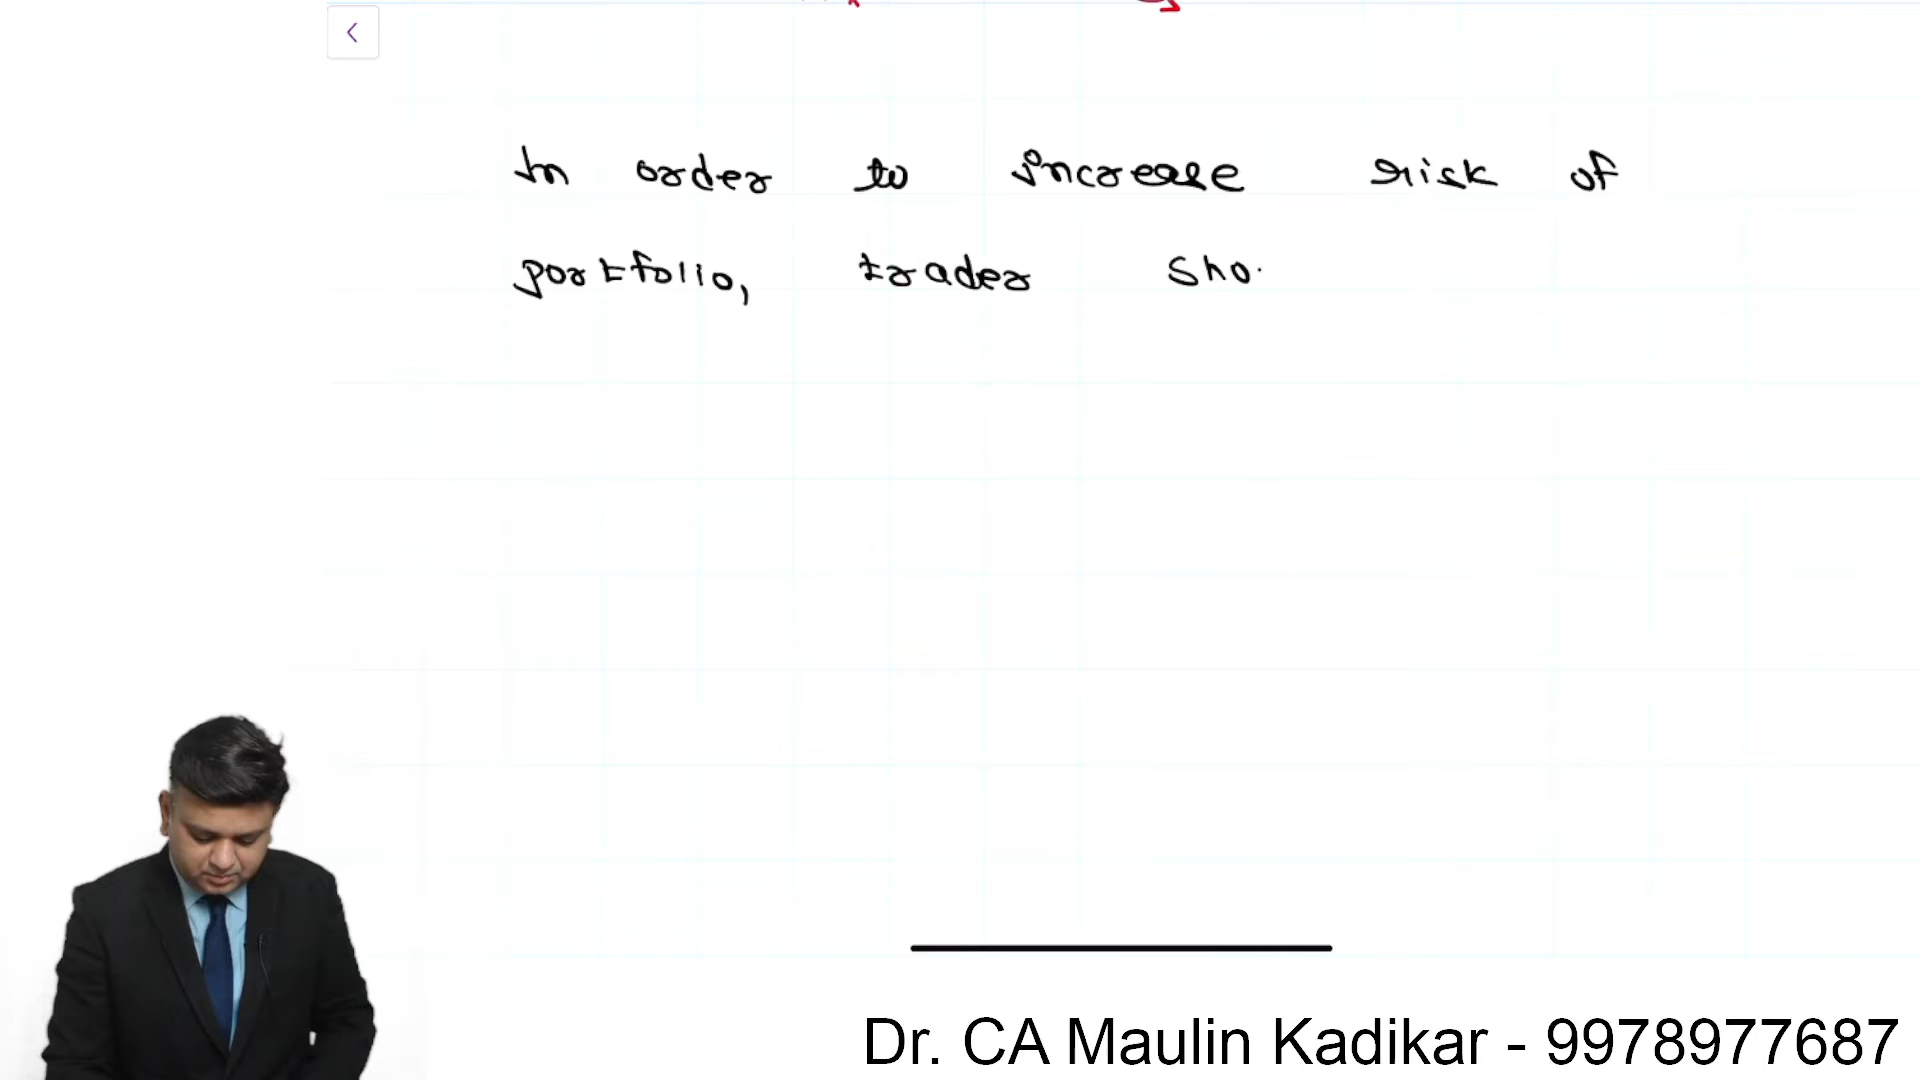 In order to increase risk of
portfolio, trader sho
Dr. CA Maulin Kadikar - 9978977687